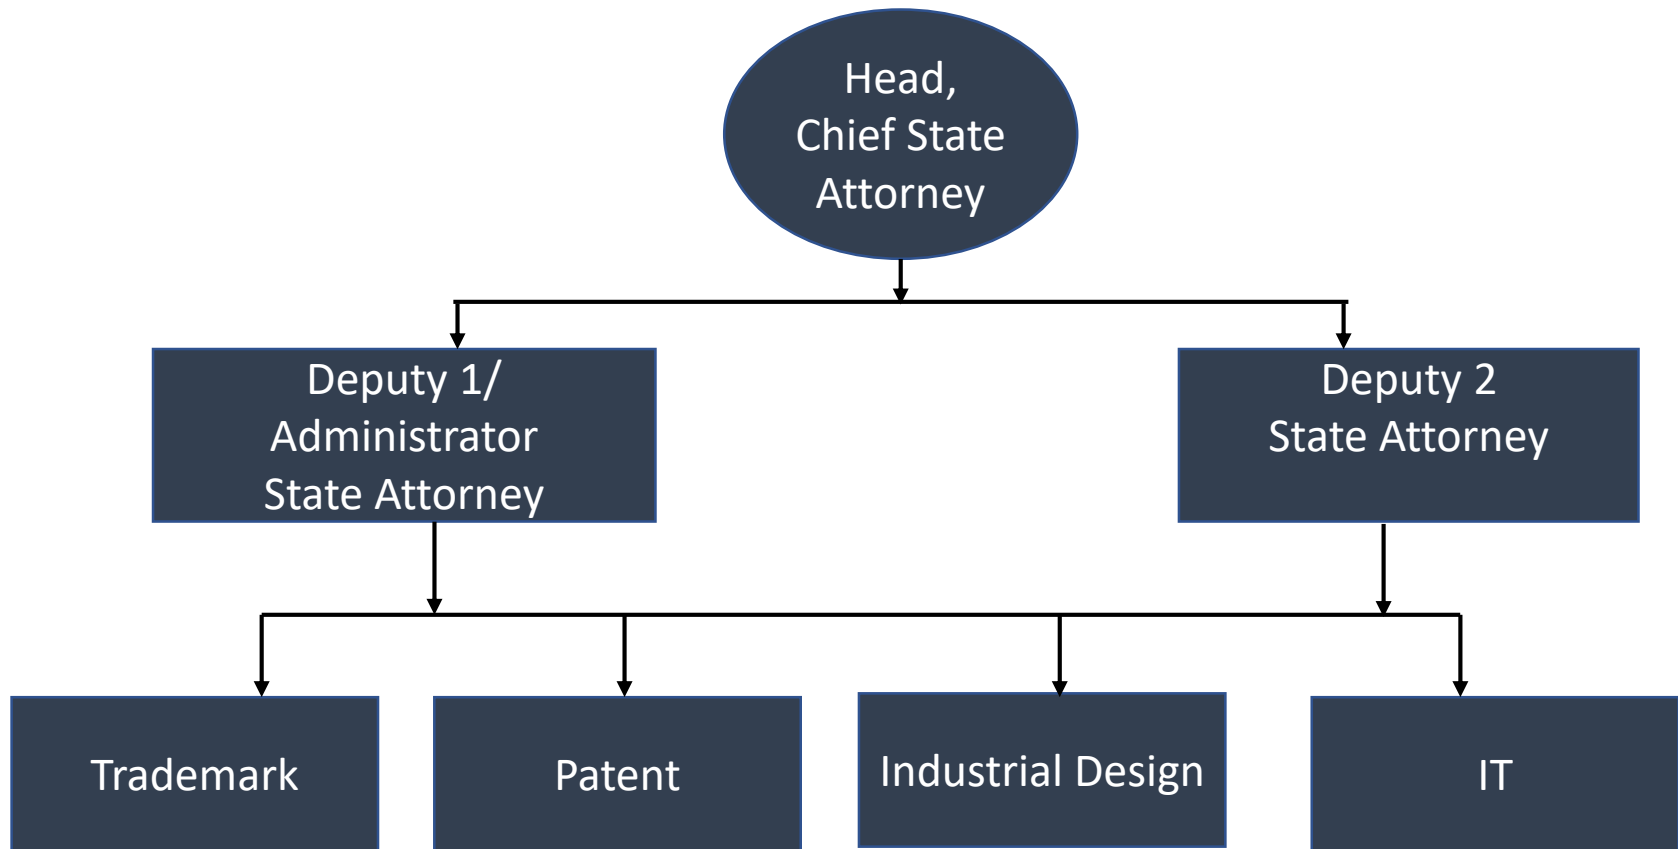 Head,
Chief State
Attorney
Deputy 1/
Administrator
State Attorney
Deputy 2
State Attorney
Trademark
Patent
Industrial Design
IT